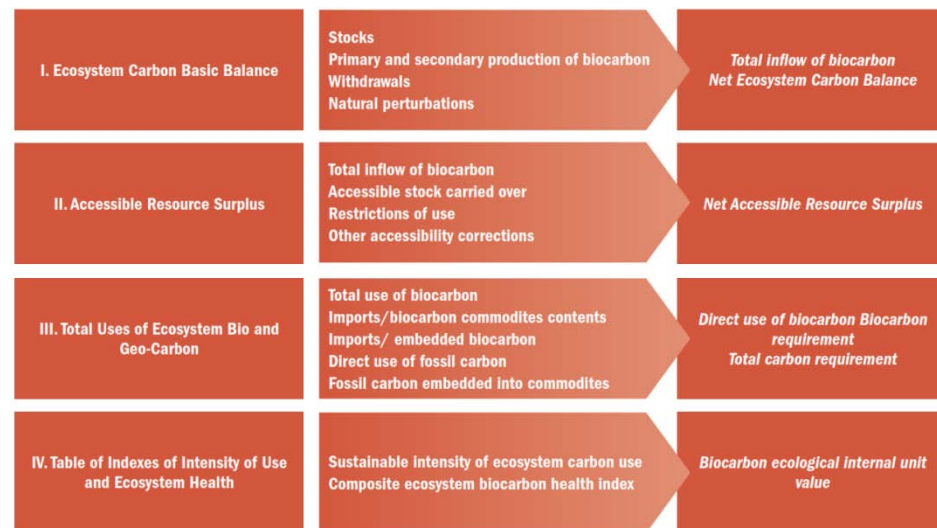 I. Ecosystem Carbon Basic Balance
Stocks
Primary and secondary production of biocarbon
Withdrawals
Natural perturbations
Total inflow of biocarbon
Net Ecosystem Carbon Balance
II. Accessible Resource Surplus
Total inflow of biocarbon
Accessible stock carried over
Restrictions of use
Other accessibility corrections
Net Accessible Resource Surplus
III. Total Uses of Ecosystem Bio and
Geo-Carbon
Total use of biocarbon
Imports/biocarbon commodites contents
Imports/ embedded biocarbon
Direct use of fossil carbon
Fossil carbon embedded into commodites
Direct use of biocarbon Biocarbon
requirement
Total carbon requirement
IV. Table of Indexes of Intensity of Use
and Ecosystem Health
Sustainable intensity of ecosystem carbon use
Composite ecosystem biocarbon health index
Biocarbon ecological internal unit
value